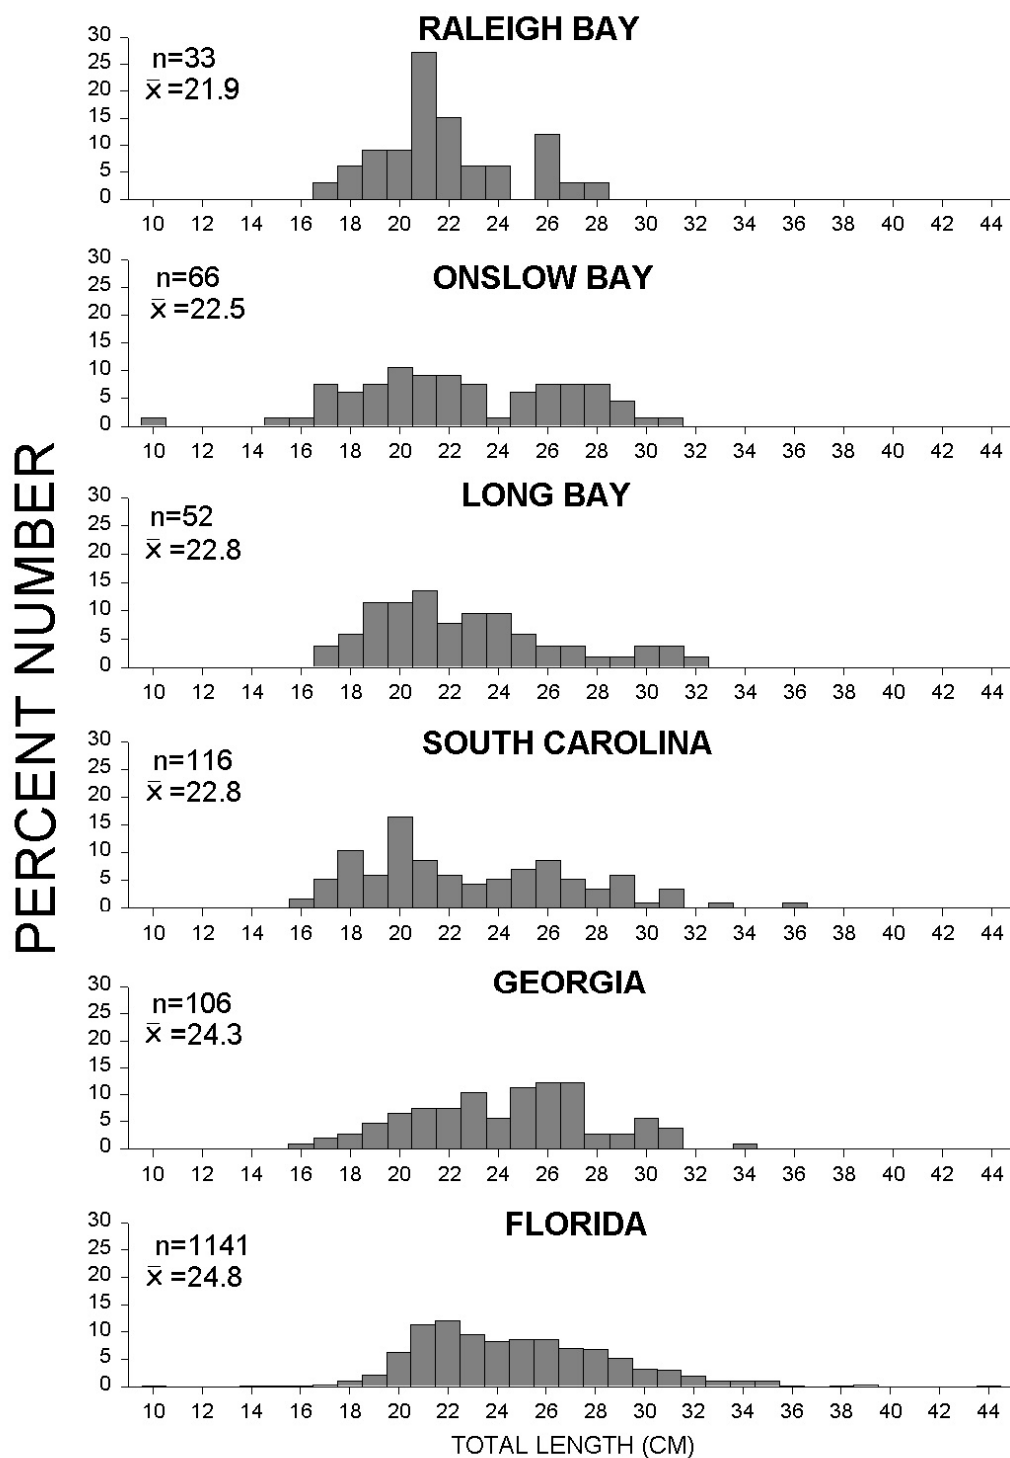 PERCENT NUMBER
RALEIGH BAY
n=33
x̄ =21.9
30
25
20
15
10
5
0
10 12 14 16 18 20 22 24 26 28 30 32 34 36 38 40 42 44
ONSLOW BAY
n=66
x̄ =22.5
30
25
20
15
10
5
0
10 12 14 16 18 20 22 24 26 28 30 32 34 36 38 40 42 44
LONG BAY
n=52
x̄ =22.8
30
25
20
15
10
5
0
10 12 14 16 18 20 22 24 26 28 30 32 34 36 38 40 42 44
SOUTH CAROLINA
n=116
x̄ =22.8
30
25
20
15
10
5
0
10 12 14 16 18 20 22 24 26 28 30 32 34 36 38 40 42 44
GEORGIA
n=106
x̄ =24.3
30
25
20
15
10
5
0
10 12 14 16 18 20 22 24 26 28 30 32 34 36 38 40 42 44
FLORIDA
n=1141
x̄ =24.8
30
25
20
15
10
5
0
10 12 14 16 18 20 22 24 26 28 30 32 34 36 38 40 42 44
TOTAL LENGTH (CM)